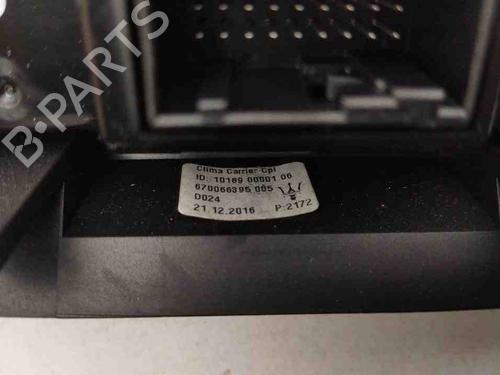 B-PARTS
Clima Carrier Cpl
ID: 10169 00001 06
670066395 005
D024
21.12.2016 P:2172